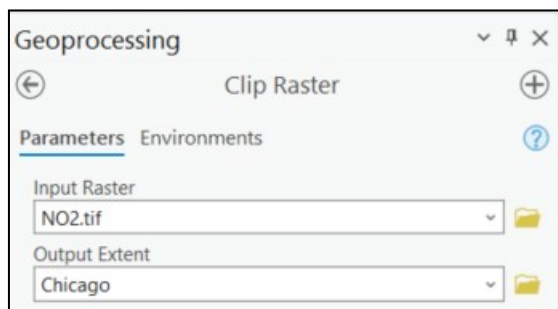 Geoprocessing
Clip Raster
Parameters Environments
Input Raster
NO2.tif
Output Extent
Chicago